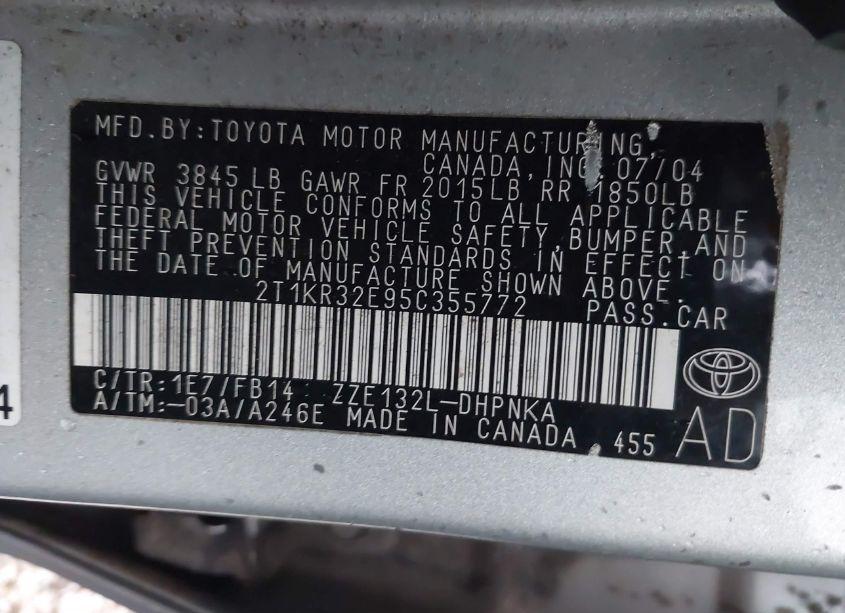 MFD.BY:TOYOTA MOTOR MANUFACTURING,
CANADA, INC. 07/04
GVWR 3845 LB GAWR FR 2015LB RR 1850LB
THIS VEHICLE CONFORMS TO ALL APPLICABLE
FEDERAL MOTOR VEHICLE SAFETY,BUMPER,AND
THEFT PREVENTION STANDARDS IN EFFECT ON
THE DATE OF MANUFACTURE SHOWN ABOVE.
2T1KR32E95C355772 PASS.CAR
C/TR:1E7/FB14 ZZE132L-DHPNKA
A/TM:-03A/A246E MADE IN CANADA 455
AD
4